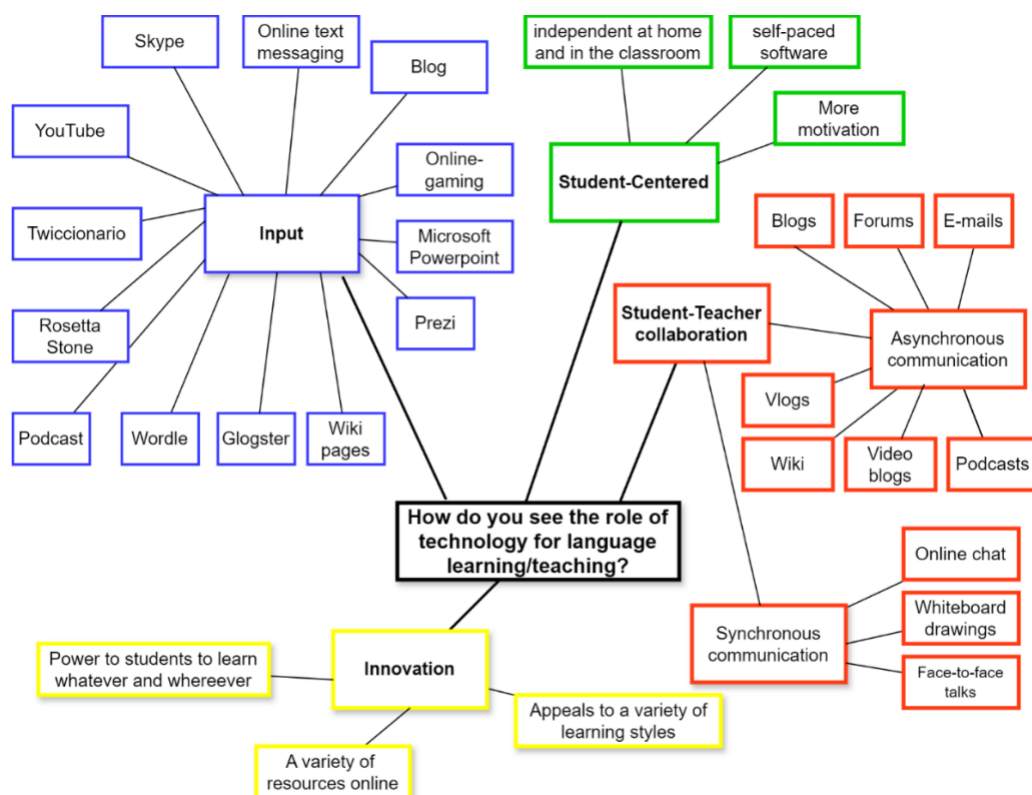 Skype
Online text
messaging
Blog
YouTube
Online-
gaming
Twiccionario
Input
Microsoft
Powerpoint
Rosetta
Stone
Prezi
Podcast
Wordle
Glogster
Wiki
pages
independent at home
and in the classroom
self-paced
software
More
motivation
Student-Centered
Blogs
Forums
E-mails
Student-Teacher
collaboration
Asynchronous
communication
Vlogs
Wiki
Video
blogs
Podcasts
How do you see the role of
technology for language
learning/teaching?
Online chat
Whiteboard
drawings
Synchronous
communication
Face-to-face
talks
Power to students to learn
whatever and whereever
Innovation
Appeals to a variety of
learning styles
A variety of
resources online